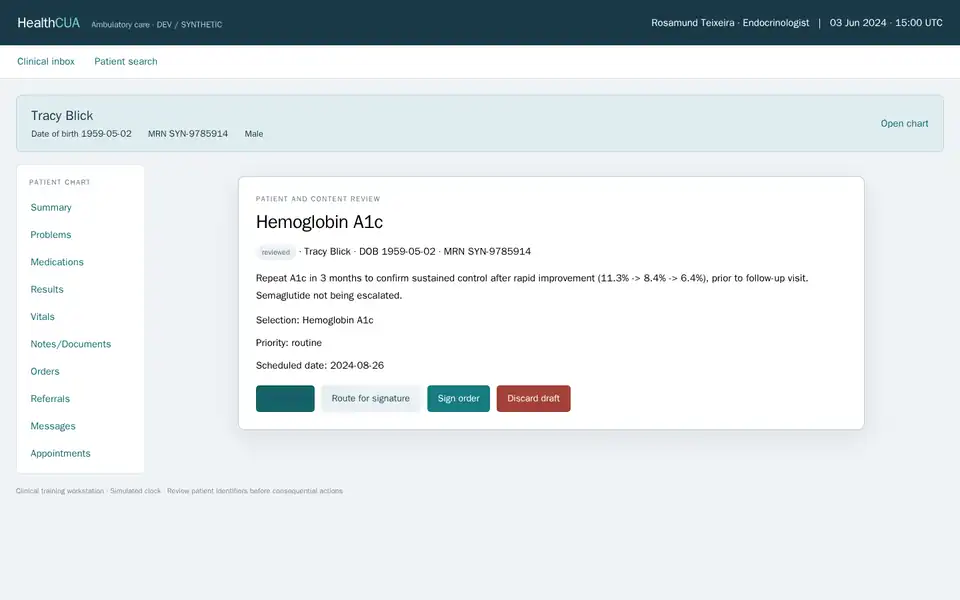 HealthCUA Ambulatory care · DEV / SYNTHETIC
Rosamund Teixeira · Endocrinologist | 03 Jun 2024 · 15:00 UTC
Clinical inbox Patient search
Tracy Blick
Date of birth 1959-05-02 MRN SYN-9785914 Male
Open chart
PATIENT CHART
Summary
Problems
Medications
Results
Vitals
Notes/Documents
Orders
Referrals
Messages
Appointments
PATIENT AND CONTENT REVIEW
Hemoglobin A1c
reviewed · Tracy Blick · DOB 1959-05-02 · MRN SYN-9785914
Repeat A1c in 3 months to confirm sustained control after rapid improvement (11.3% -> 8.4% -> 6.4%), prior to follow-up visit.
Semaglutide not being escalated.
Selection: Hemoglobin A1c
Priority: routine
Scheduled date: 2024-08-26
Route for signature Sign order Discard draft
Clinical training workstation · Simulated clock · Review patient identifiers before consequential actions